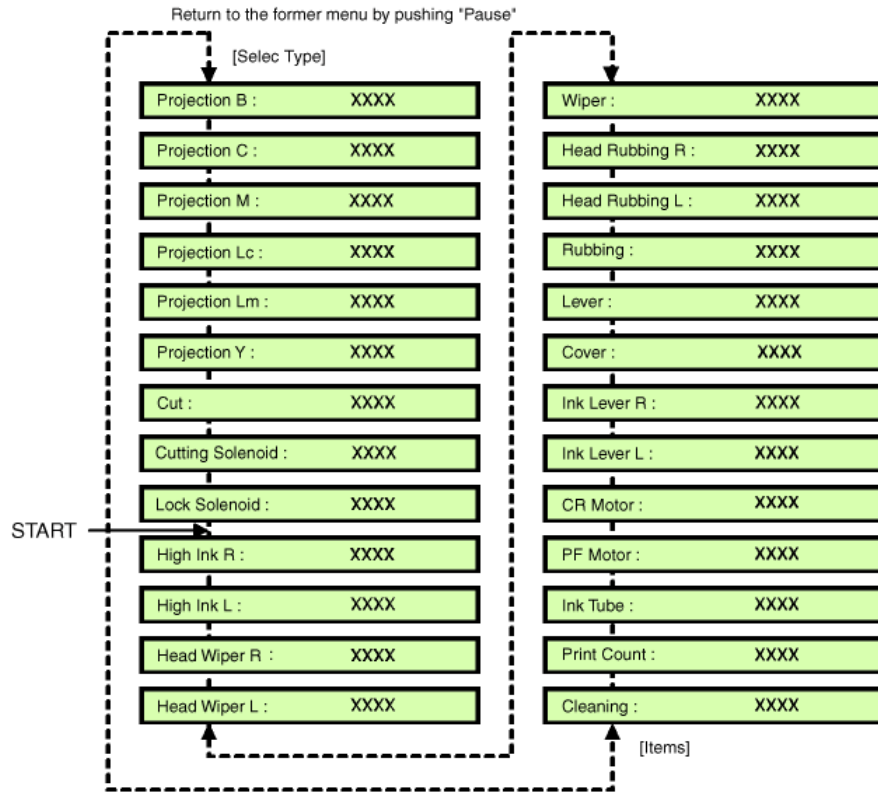 Return to the former menu by pushing "Pause"
[Selec Type]
Projection B : XXXX
Projection C : XXXX
Projection M : XXXX
Projection Lc : XXXX
Projection Lm : XXXX
Projection Y : XXXX
Cut : XXXX
Cutting Solenoid : XXXX
Lock Solenoid : XXXX
START
High Ink R : XXXX
High Ink L : XXXX
Head Wiper R : XXXX
Head Wiper L : XXXX
Wiper : XXXX
Head Rubbing R : XXXX
Head Rubbing L : XXXX
Rubbing : XXXX
Lever : XXXX
Cover : XXXX
Ink Lever R : XXXX
Ink Lever L : XXXX
CR Motor : XXXX
PF Motor : XXXX
Ink Tube : XXXX
Print Count : XXXX
Cleaning : XXXX
[Items]